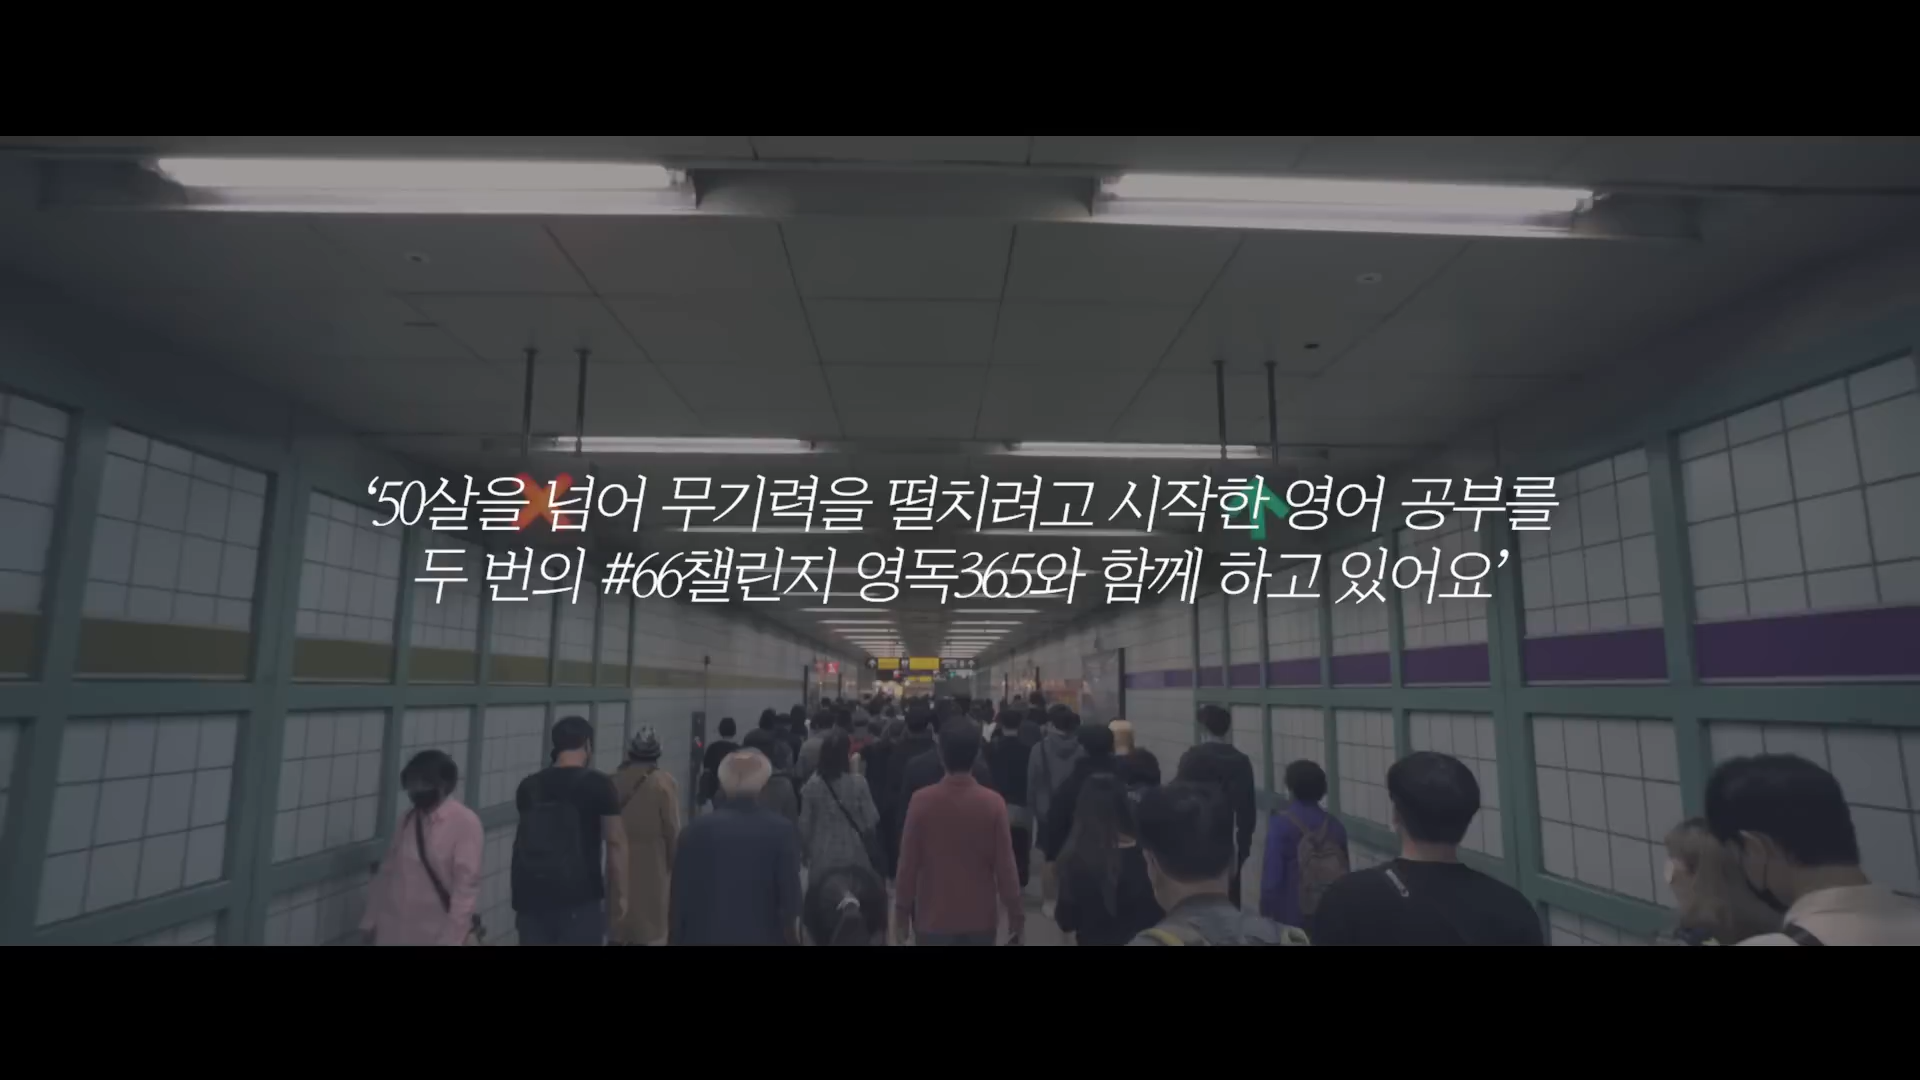 ‘50살을 넘어 무기력을 떨치려고 시작한 영어 공부를
두 번의 #66챌린지 영독365와 함께 하고 있어요’